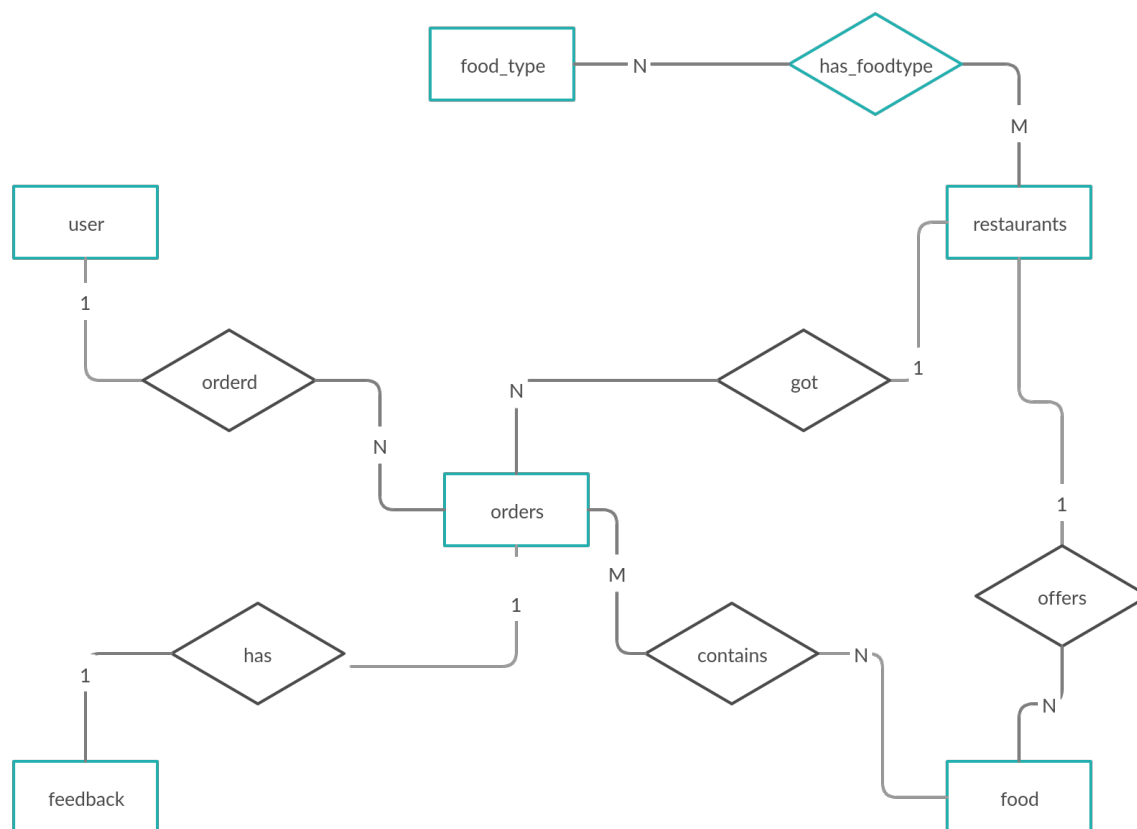 food_type
N
has_foodtype
M
user
restaurants
1
orderd
N
N
got
1
orders
1
M
offers
1
has
1
contains
N
N
feedback
food